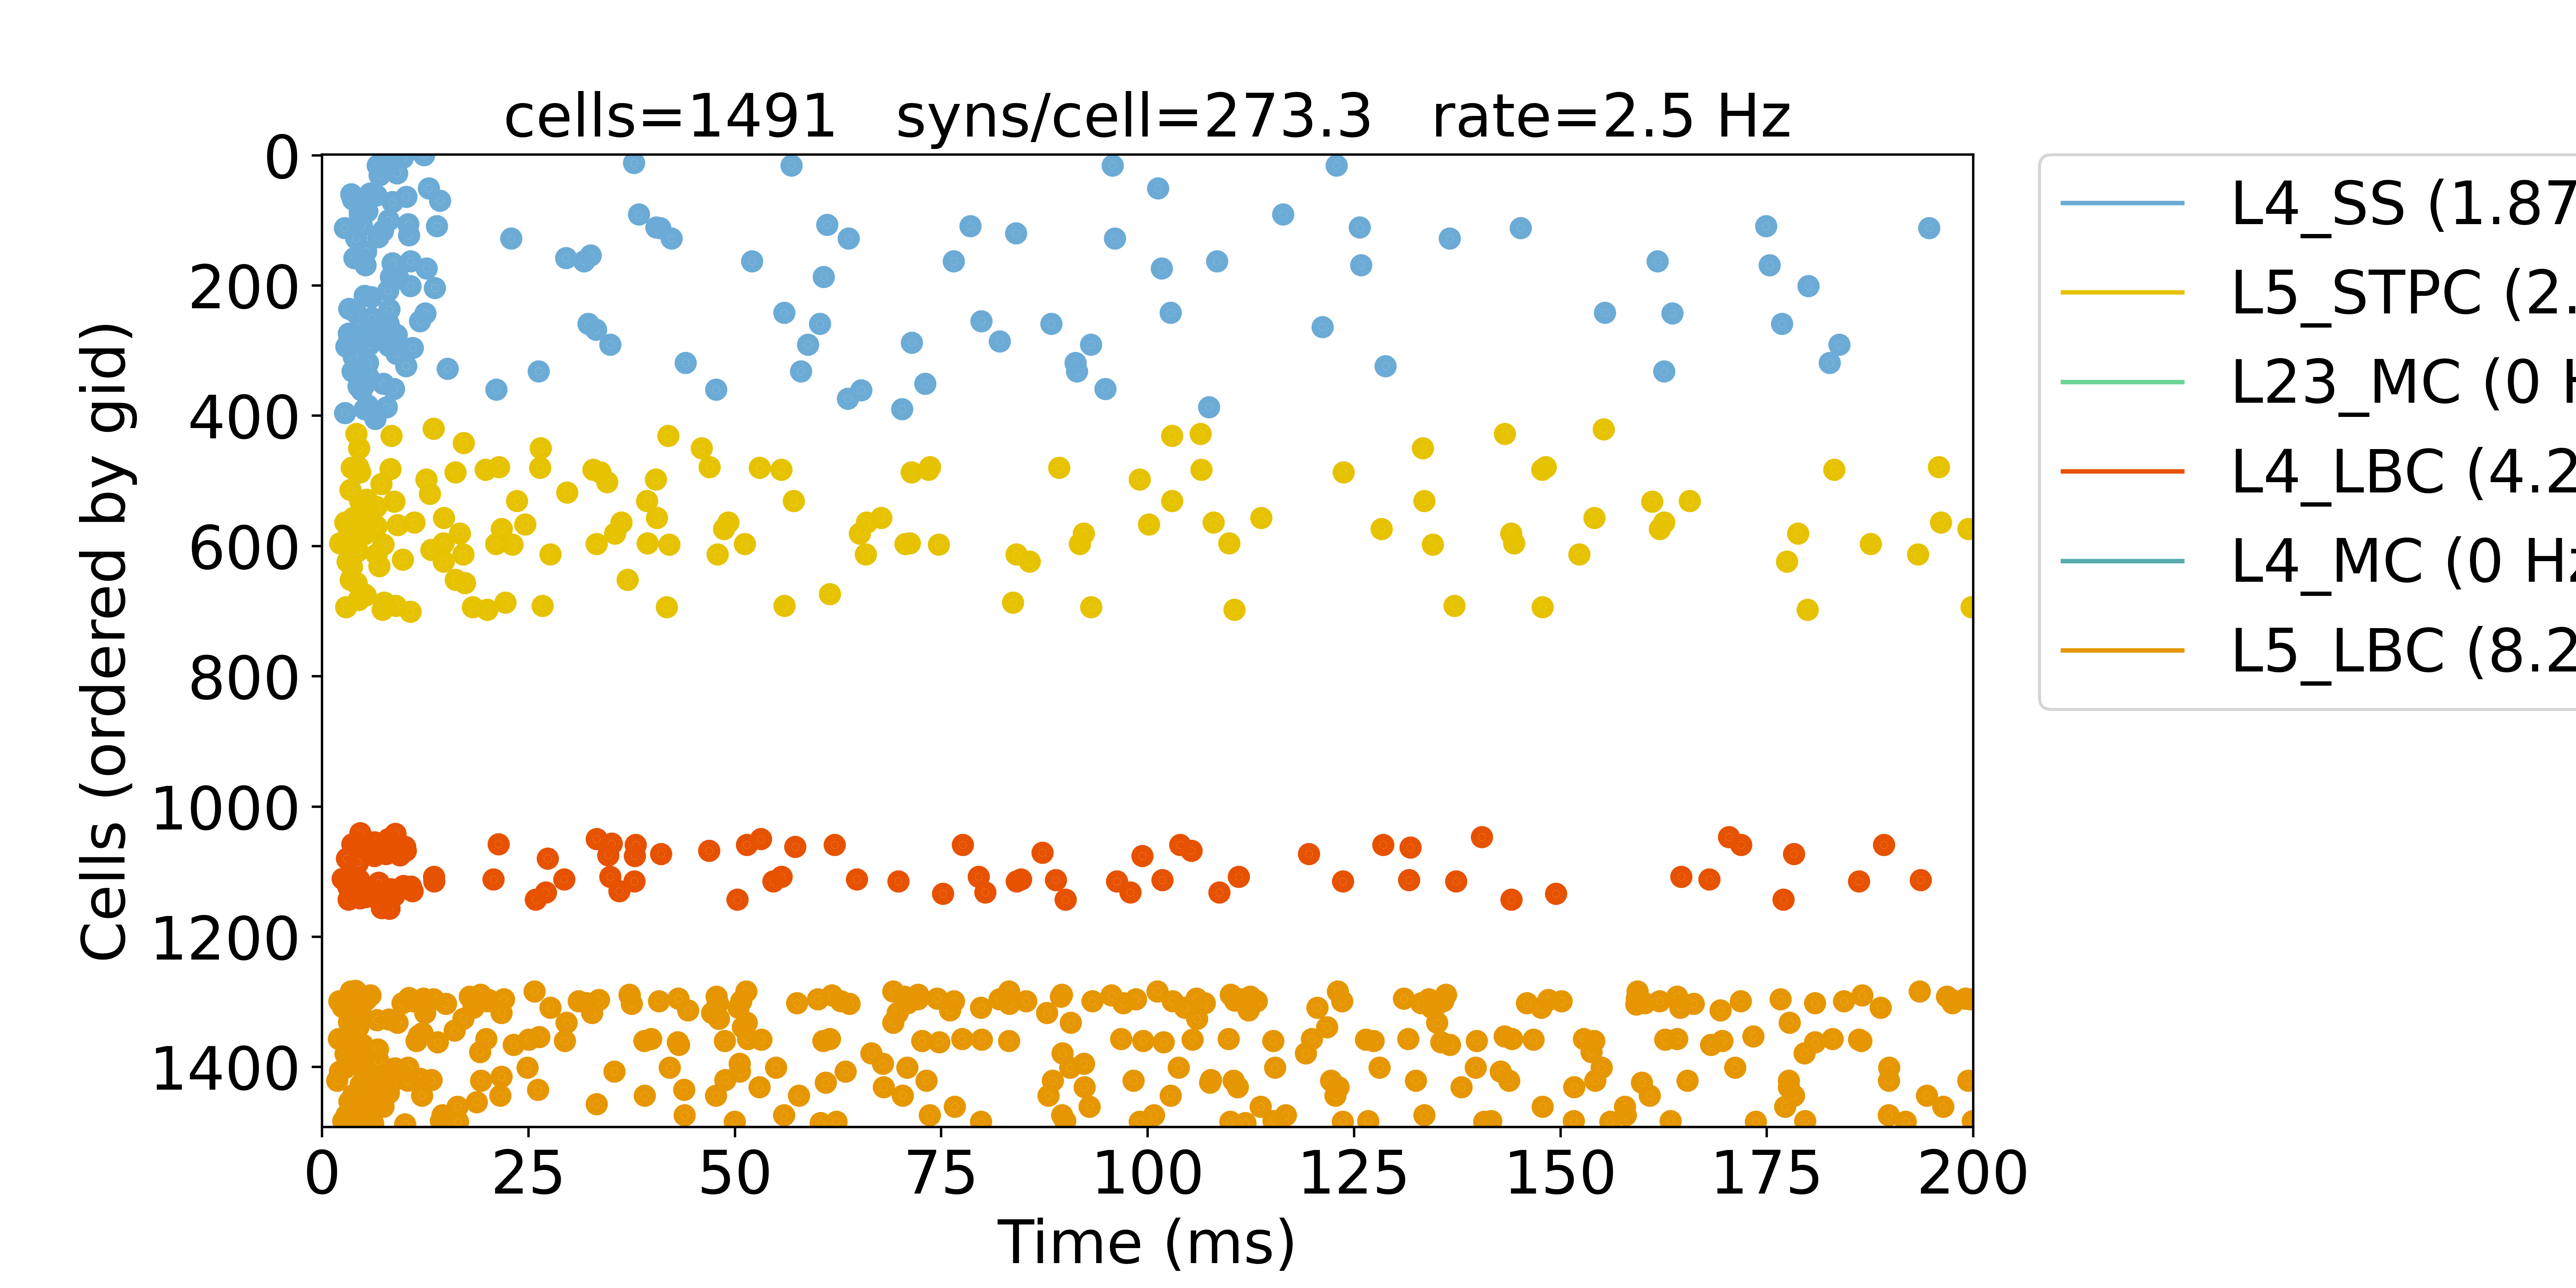 cells=1491   syns/cell=273.3   rate=2.5 Hz
Cells (ordered by gid)
0
200
400
600
800
1000
1200
1400
0 25 50 75 100 125 150 175 200
Time (ms)
L4_SS (1.87
L5_STPC (2.
L23_MC (0 H
L4_LBC (4.2
L4_MC (0 Hz
L5_LBC (8.2